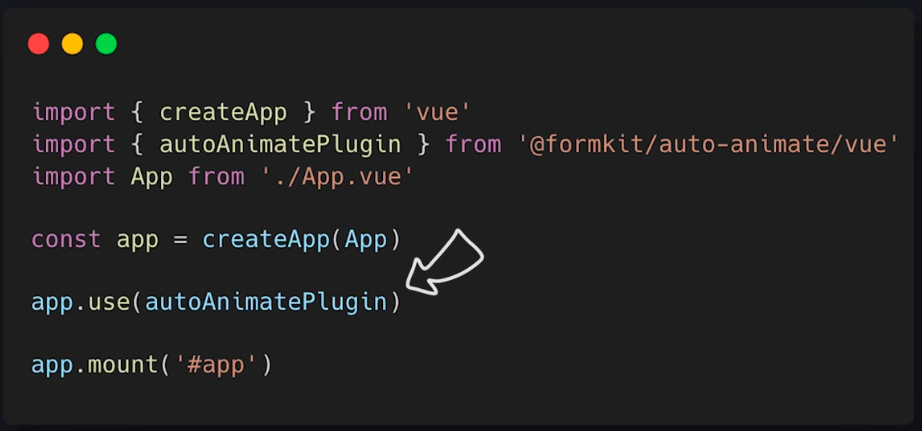 import { createApp } from 'vue'
import { autoAnimatePlugin } from '@formkit/auto-animate/vue'
import App from './App.vue'
const app = createApp(App)
app.use(autoAnimatePlugin)
app.mount('#app')